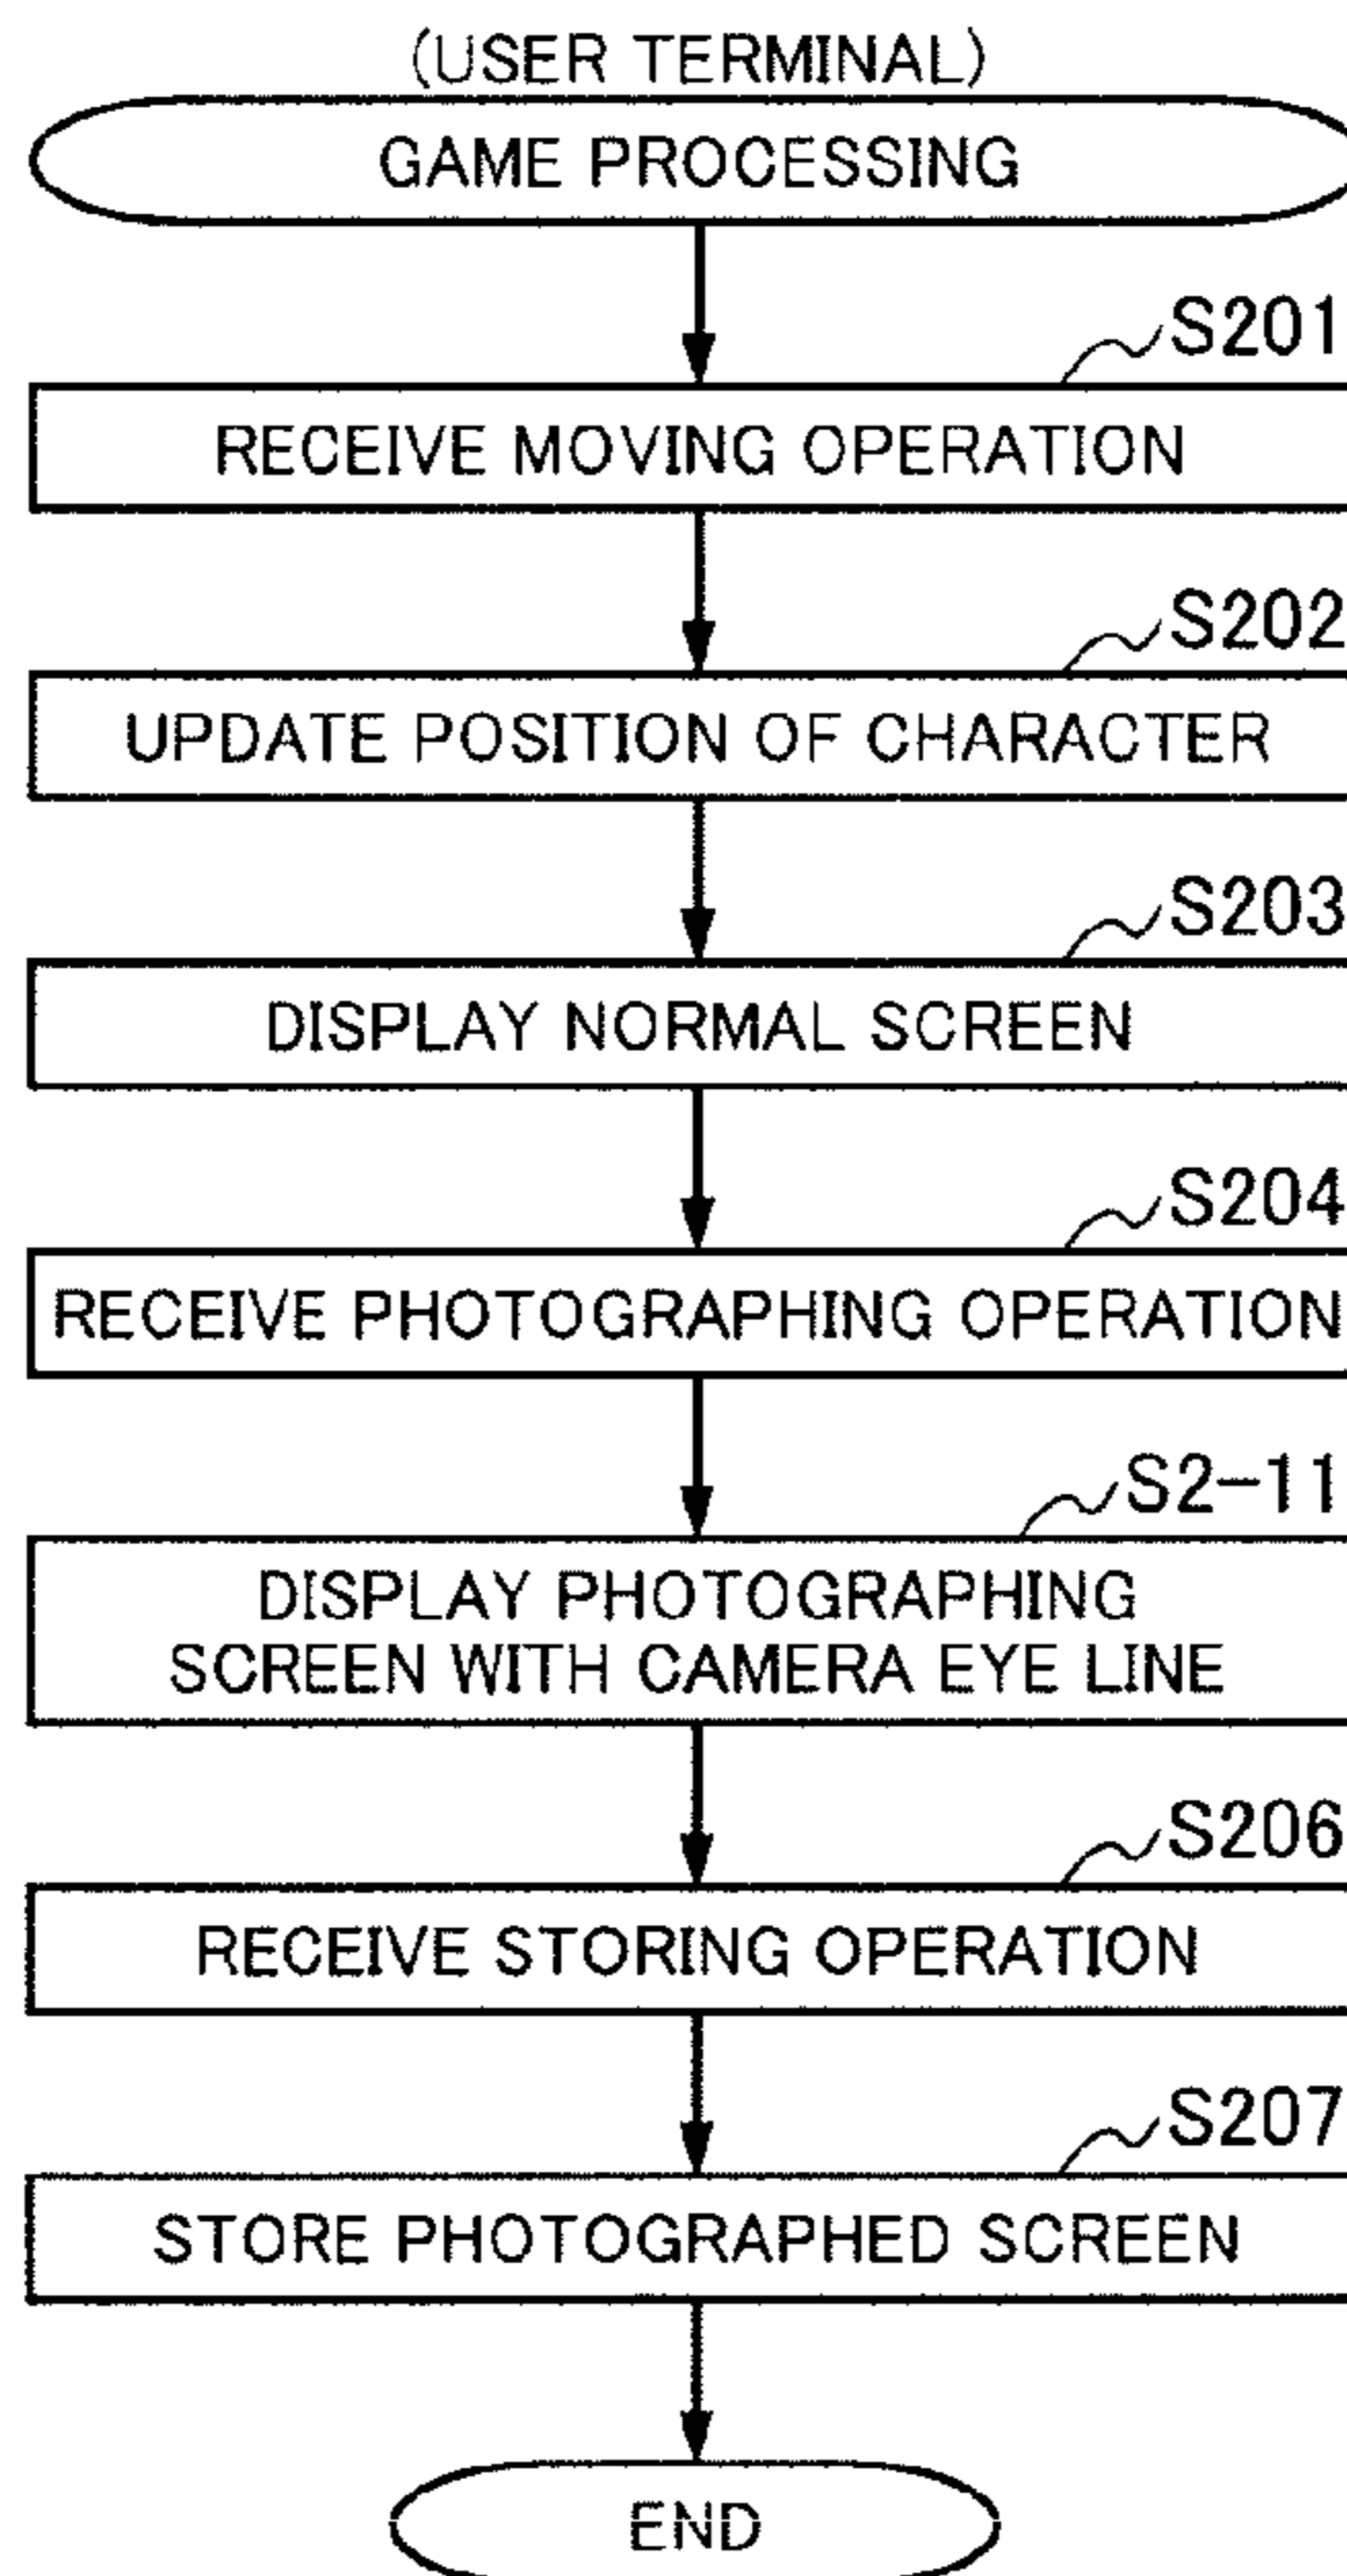 (USER TERMINAL)
GAME PROCESSING
S201
RECEIVE MOVING OPERATION
S202
UPDATE POSITION OF CHARACTER
S203
DISPLAY NORMAL SCREEN
S204
RECEIVE PHOTOGRAPHING OPERATION
S2-11
DISPLAY PHOTOGRAPHING
SCREEN WITH CAMERA EYE LINE
S206
RECEIVE STORING OPERATION
S207
STORE PHOTOGRAPHED SCREEN
END